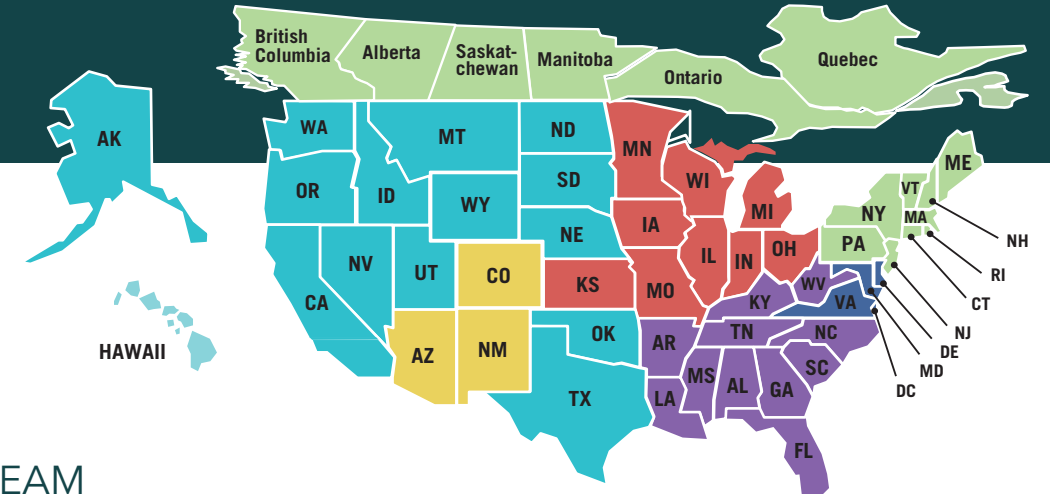 British
Columbia
Alberta
Saskat-
chewan
Manitoba
Ontario
Quebec
AK
WA
MT
ND
MN
ME
OR
ID
SD
WI
VT
WY
MI
NY
MA
IA
NE
PA
NH
NV
UT
CO
IL
IN
OH
RI
KS
MO
WV
CA
KY
VA
CT
HAWAII
AZ
NM
OK
AR
TN
NC
NJ
DE
MD
DC
SC
MS
AL
GA
TX
LA
FL
EAM